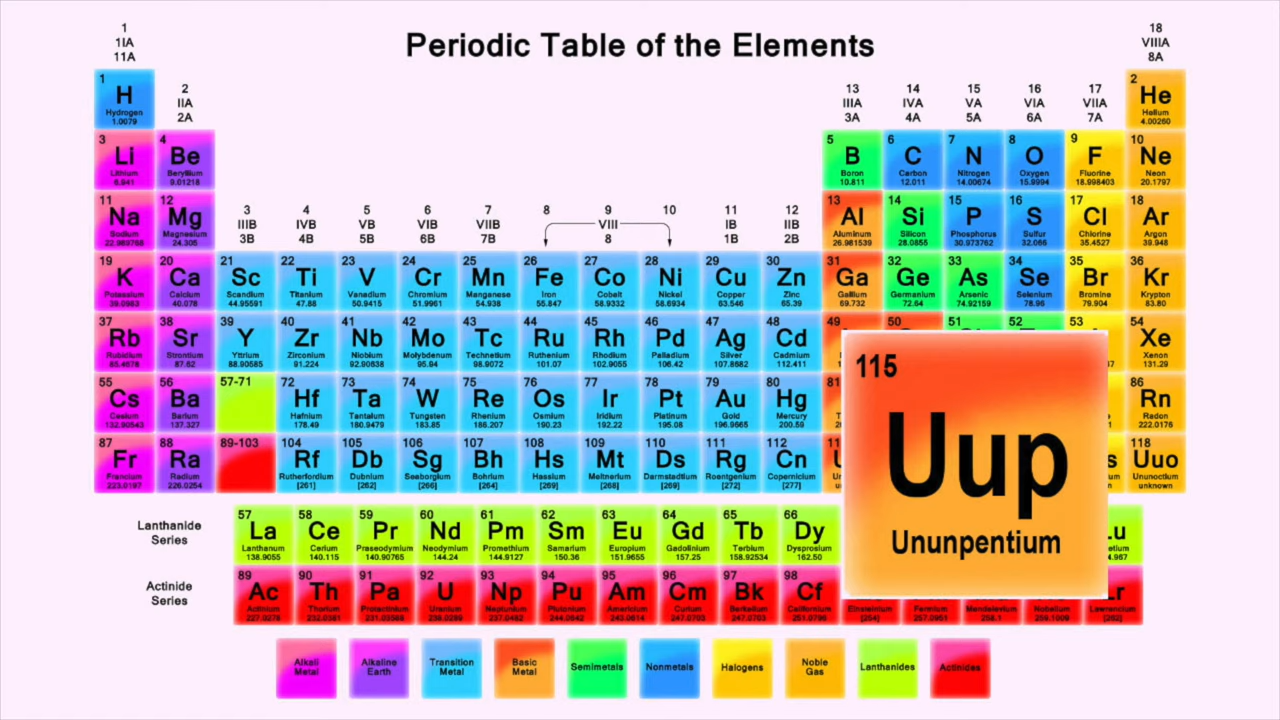 Periodic Table of the Elements
1 18
1IA VIIIA
11A 8A
1 2
H He
Hydrogen Helium
1.0079 4.00260
2 13 14 15 16 17
IIA IIIA IVA VA VIA VIIA
2A 3A 4A 5A 6A 7A
3 4 5 6 7 8 9 10
Li Be B C N O F Ne
Lithium Beryllium Boron Carbon Nitrogen Oxygen Fluorine Neon
6.941 9.01218 10.811 12.011 14.00674 15.9994 18.998403 20.1797
3 4 5 6 7 8 9 10 11 12
IIIB IVB VB VIB VIIB VIII IB IIB
3B 4B 5B 6B 7B 8 1B 2B
11 12 13 14 15 16 17 18
Na Mg Al Si P S Cl Ar
Sodium Magnesium Aluminum Silicon Phosphorus Sulfur Chlorine Argon
22.989768 24.305 26.981539 28.0855 30.973762 32.066 35.4527 39.948
19 20 21 22 23 24 25 26 27 28 29 30 31 32 33 34 35 36
K Ca Sc Ti V Cr Mn Fe Co Ni Cu Zn Ga Ge As Se Br Kr
Potassium Calcium Scandium Titanium Vanadium Chromium Manganese Iron Cobalt Nickel Copper Zinc Gallium Germanium Arsenic Selenium Bromine Krypton
39.0983 40.078 44.95591 47.88 50.9415 51.9961 54.938 55.847 58.9332 58.6934 63.546 65.39 69.732 72.64 74.92159 78.96 79.904 83.80
37 38 39 40 41 42 43 44 45 46 47 48 49 50 51 52 53 54
Rb Sr Y Zr Nb Mo Tc Ru Rh Pd Ag Cd Xe
Rubidium Strontium Yttrium Zirconium Niobium Molybdenum Technetium Ruthenium Rhodium Palladium Silver Cadmium Xenon
85.4678 87.62 88.90585 91.224 92.90638 95.94 98.9072 101.07 102.9055 106.42 107.8682 112.411 131.29
55 56 57-71 72 73 74 75 76 77 78 79 80 81 86
Cs Ba Hf Ta W Re Os Ir Pt Au Hg Rn
Cesium Barium Hafnium Tantalum Tungsten Rhenium Osmium Iridium Platinum Gold Mercury Radon
132.90543 137.327 178.49 180.9479 183.85 186.207 190.23 192.22 195.08 196.9665 200.59 222.0176
87 88 89-103 104 105 106 107 108 109 110 111 112 118
Fr Ra Rf Db Sg Bh Hs Mt Ds Rg Cn Uuo
Francium Radium Rutherfordium Dubnium Seaborgium Bohrium Hassium Meitnerium Darmstadtium Roentgenium Copernicium Ununoctium
223.0197 226.0254 [261] [262] [266] [264] [269] [268] [269] [272] [277] unknown
115
Uup
Ununpentium
Lanthanide
Series
57 58 59 60 61 62 63 64 65 66
La Ce Pr Nd Pm Sm Eu Gd Tb Dy
Lanthanum Cerium Praseodymium Neodymium Promethium Samarium Europium Gadolinium Terbium Dysprosium
138.9055 140.115 140.90765 144.24 144.9127 150.36 151.9655 157.25 158.92534 162.50
Actinide
Series
89 90 91 92 93 94 95 96 97 98
Ac Th Pa U Np Pu Am Cm Bk Cf
Actinium Thorium Protactinium Uranium Neptunium Plutonium Americium Curium Berkelium Californium Einsteinium Fermium Mendelevium Nobelium Lawrencium
227.0278 232.0381 231.03588 238.0289 237.0482 244.0642 243.0614 247.0703 247.0703 251.0796 [254] 257.0951 258.1 259.1009 [262]
Alkali
Metal
Alkaline
Earth
Transition
Metal
Basic
Metal
Semimetals
Nonmetals
Halogens
Noble
Gas
Lanthanides
Actinides